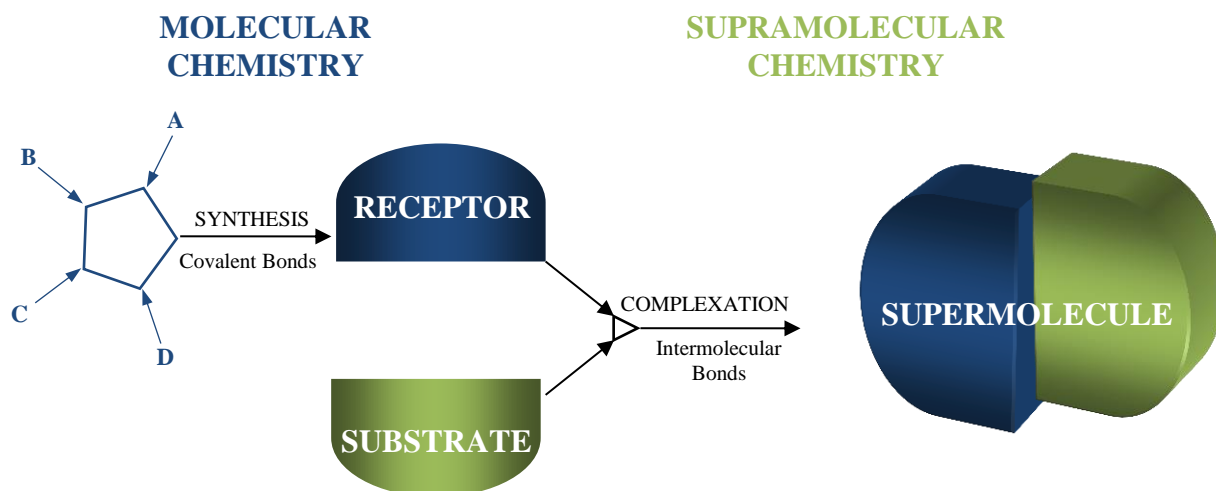 MOLECULAR
CHEMISTRY
SUPRAMOLECULAR
CHEMISTRY
A
B
C
D
SYNTHESIS
Covalent Bonds
RECEPTOR
SUBSTRATE
COMPLEXATION
Intermolecular
Bonds
SUPERMOLECULE